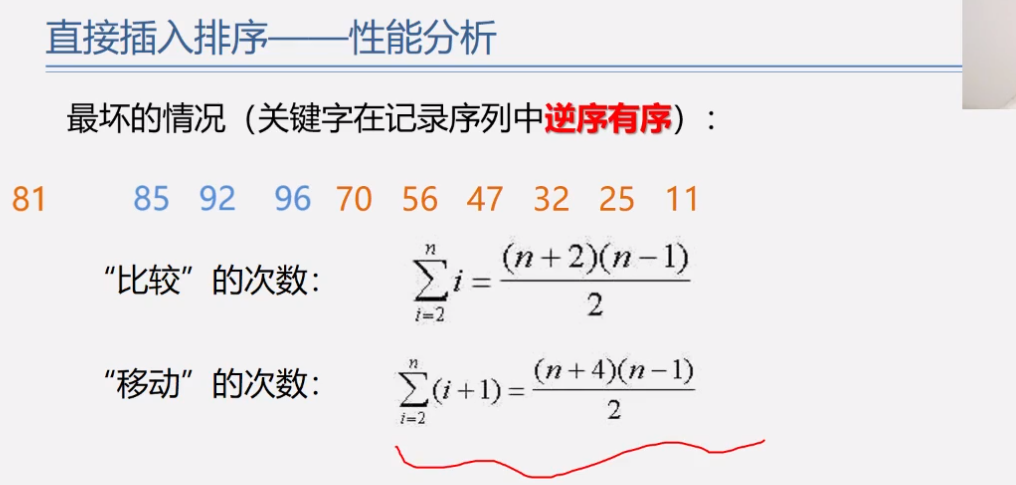 直接插入排序——性能分析
最坏的情况（关键字在记录序列中逆序有序）:
81 85 92 96 70 56 47 32 25 11
“比较”的次数: \sum_{i=2}^{n} i = \frac{(n+2)(n-1)}{2}
“移动”的次数: \sum_{i=2}^{n} (i+1) = \frac{(n+4)(n-1)}{2}